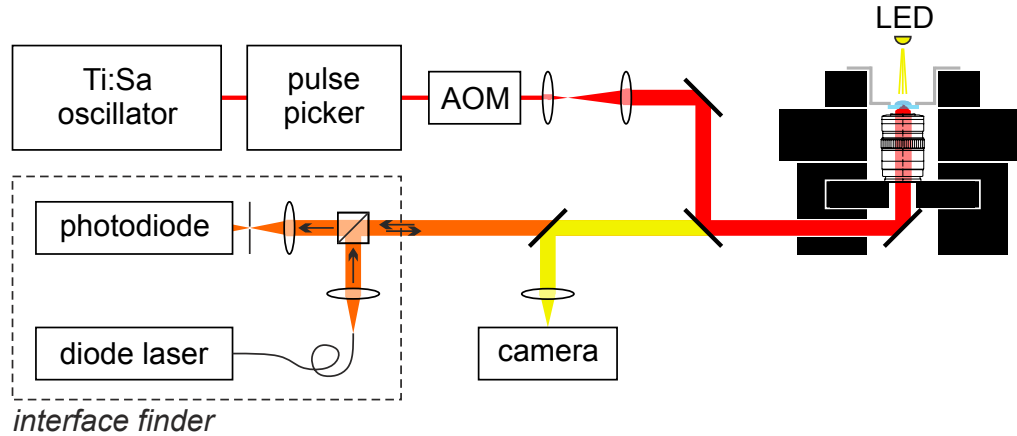 LED
Ti:Sa
oscillator
pulse
picker
AOM
photodiode
diode laser
camera
interface finder